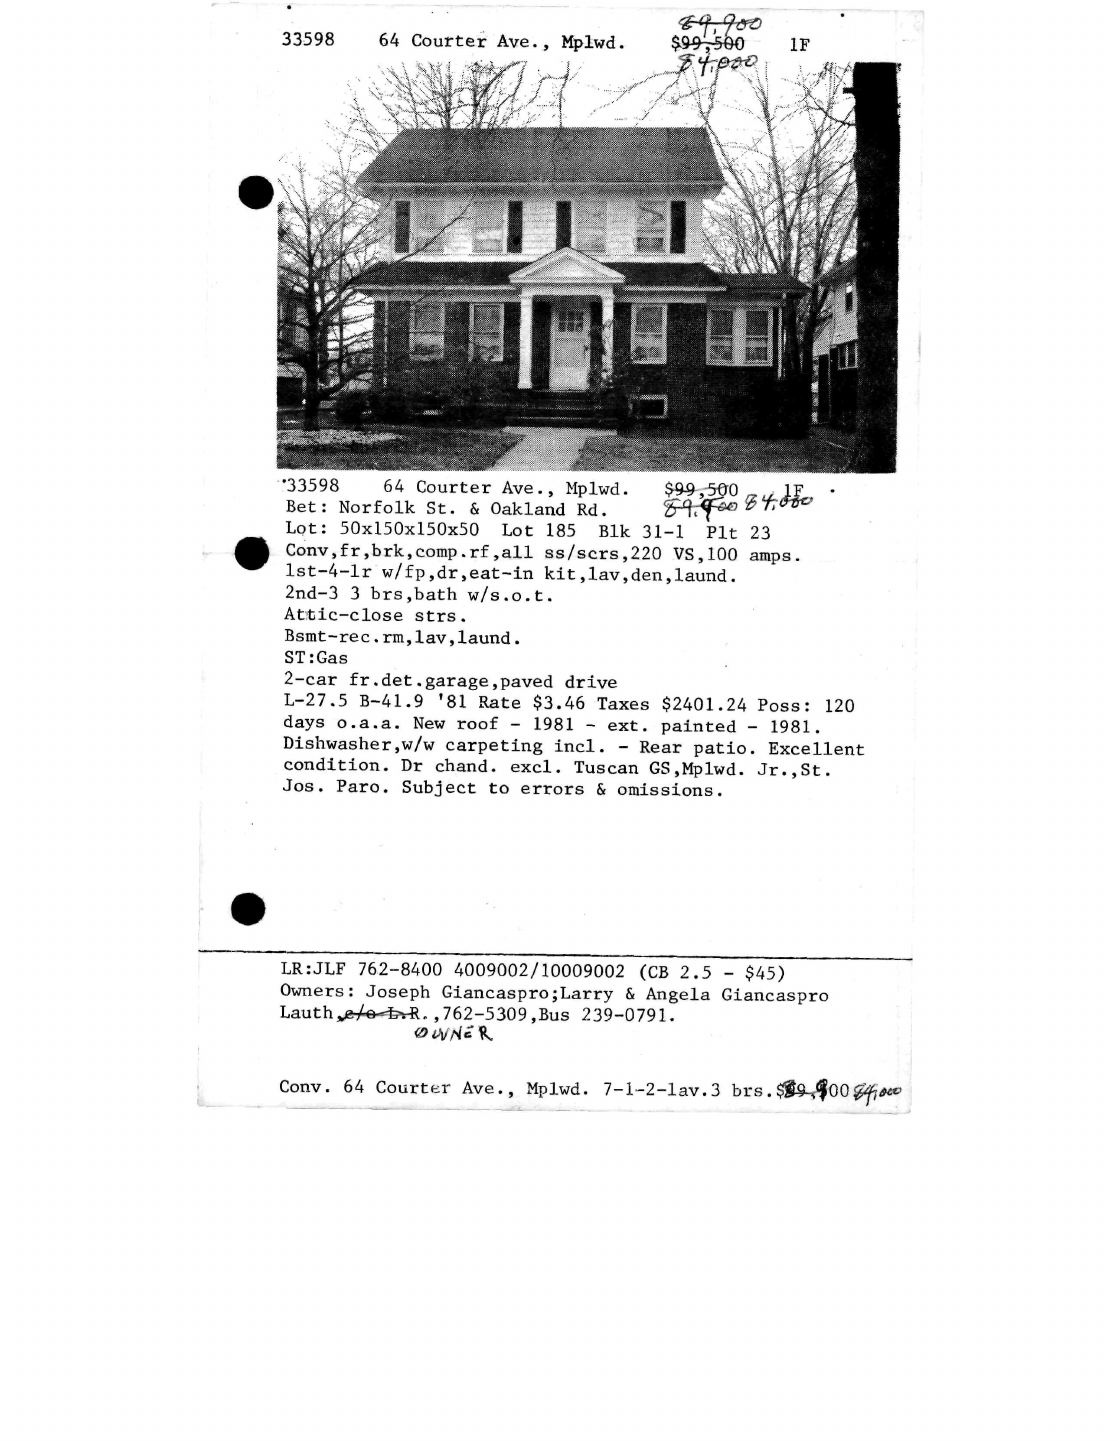 89,900
33598 64 Courter Ave., Mplwd. $99,500 1F
84,000
33598 64 Courter Ave., Mplwd. $99,500 1F
Bet: Norfolk St. & Oakland Rd. 89,900 84,000
Lot: 50x150x150x50 Lot 185 Blk 31-1 Plt 23
Conv,fr,brk,comp.rf,all ss/scrs,220 VS,100 amps.
1st-4-lr w/fp,dr,eat-in kit,lav,den,laund.
2nd-3 3 brs,bath w/s.o.t.
Attic-close strs.
Bsmt-rec.rm,lav,laund.
ST:Gas
2-car fr.det.garage,paved drive
L-27.5 B-41.9 '81 Rate $3.46 Taxes $2401.24 Poss: 120
days o.a.a. New roof - 1981 - ext. painted - 1981.
Dishwasher,w/w carpeting incl. - Rear patio. Excellent
condition. Dr chand. excl. Tuscan GS,Mplwd. Jr.,St.
Jos. Paro. Subject to errors & omissions.
LR:JLF 762-8400 4009002/10009002 (CB 2.5 - $45)
Owners: Joseph Giancaspro;Larry & Angela Giancaspro
Lauth,c/o L.R.,762-5309,Bus 239-0791.
OWNER
Conv. 64 Courter Ave., Mplwd. 7-1-2-lav.3 brs.$89,900 84,000